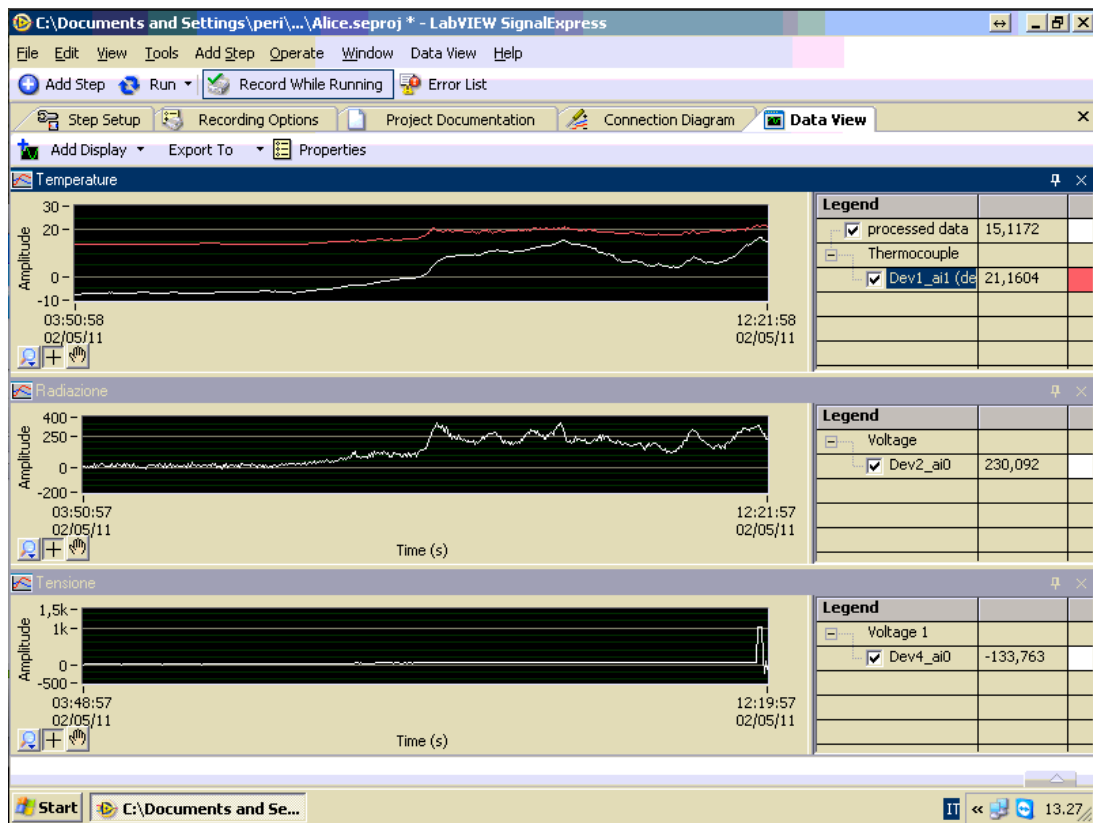 C:\Documents and Settings\peri\...\Alice.seproj * - LabVIEW SignalExpress
File Edit View Tools Add Step Operate Window Data View Help
Add Step Run Record While Running Error List
Step Setup Recording Options Project Documentation Connection Diagram Data View
Add Display Export To Properties
Temperature
Amplitude
30
20
0
-10
03:50:58
02/05/11
12:21:58
02/05/11
Legend
processed data 15,1172
Thermocouple
Dev1_ai1 (de 21,1604
Radiazione
Amplitude
400
250
0
-200
03:50:57
02/05/11
12:21:57
02/05/11
Time (s)
Legend
Voltage
Dev2_ai0 230,092
Tensione
Amplitude
1,5k
1k
0
-500
03:48:57
02/05/11
12:19:57
02/05/11
Time (s)
Legend
Voltage 1
Dev4_ai0 -133,763
Start C:\Documents and Se... IT « 13.27